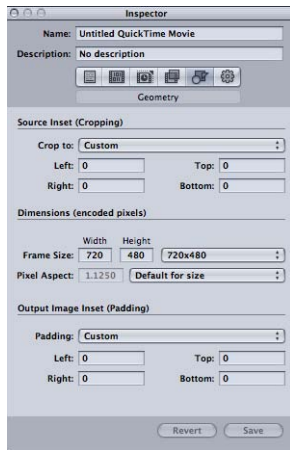 Inspector
Name: Untitled QuickTime Movie
Description: No description
Geometry
Source Inset (Cropping)
Crop to: Custom
Left: 0 Top: 0
Right: 0 Bottom: 0
Dimensions (encoded pixels)
Width Height
Frame Size: 720 480 720x480
Pixel Aspect: 1.1250 Default for size
Output Image Inset (Padding)
Padding: Custom
Left: 0 Top: 0
Right: 0 Bottom: 0
Revert Save